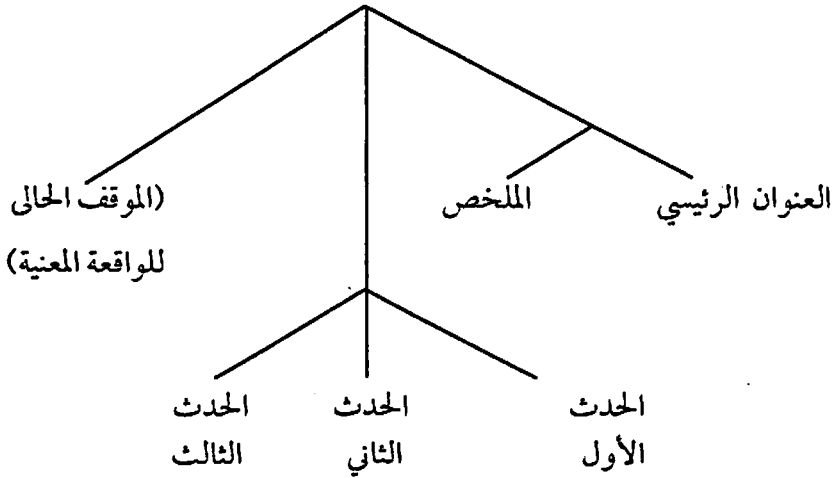 العنوان الرئيسي
الملخص
(الموقف الحالى
للواقعة المعنية)
الحدث
الأول
الحدث
الثاني
الحدث
الثالث